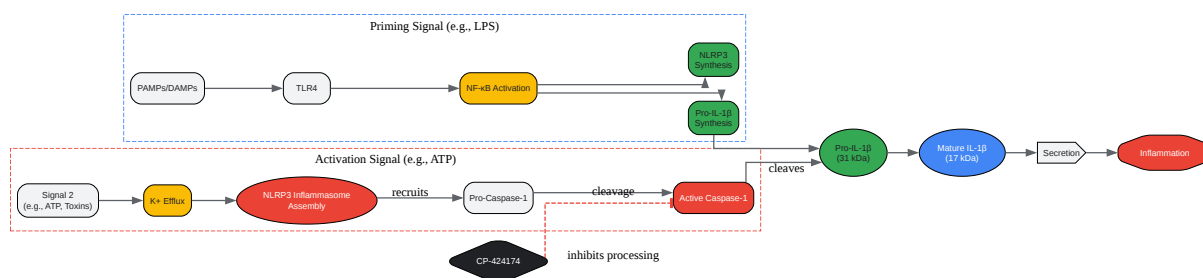 Priming Signal (e.g., LPS)
PAMPs/DAMPs
TLR4
NF-κB Activation
NLRP3
Synthesis
Pro-IL-1β
Synthesis
Activation Signal (e.g., ATP)
Signal 2
(e.g., ATP, Toxins)
K+ Efflux
NLRP3 Inflammasome
Assembly
recruits
Pro-Caspase-1
cleavage
Active Caspase-1
cleaves
Pro-IL-1β
(31 kDa)
Mature IL-1β
(17 kDa)
Secretion
Inflammation
CP-424174
inhibits processing